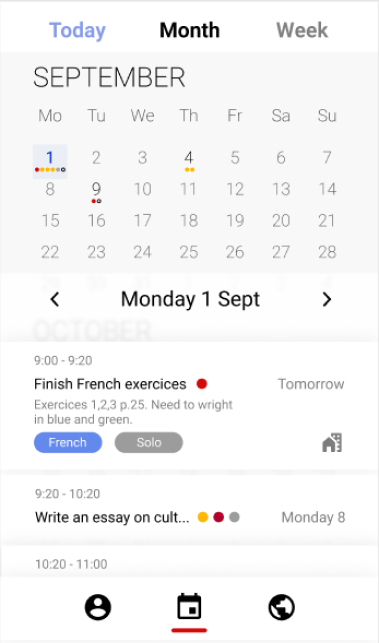 Today Month Week
SEPTEMBER
Mo Tu We Th Fr Sa Su
1 2 3 4 5 6 7
8 9 10 11 12 13 14
15 16 17 18 19 20 21
22 23 24 25 26 27 28
Monday 1 Sept
OCTOBER
9:00 - 9:20
Finish French exercices Tomorrow
Exercices 1,2,3 p.25. Need to wright
in blue and green.
French Solo
9:20 - 10:20
Write an essay on cult... Monday 8
10:20 - 11:00